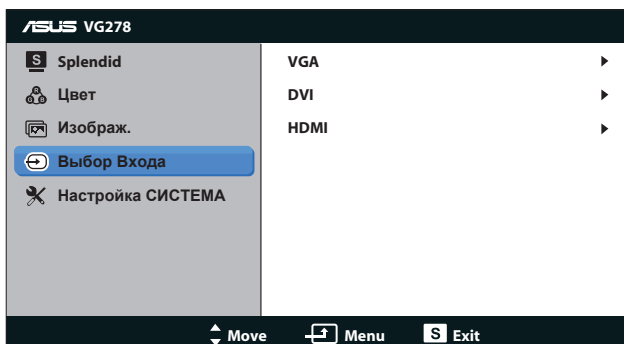 ASUS VG278
S Splendid
Цвет
Изображ.
Выбор Входа
Настройка СИСТЕМА
VGA
DVI
HDMI
Move Menu S Exit